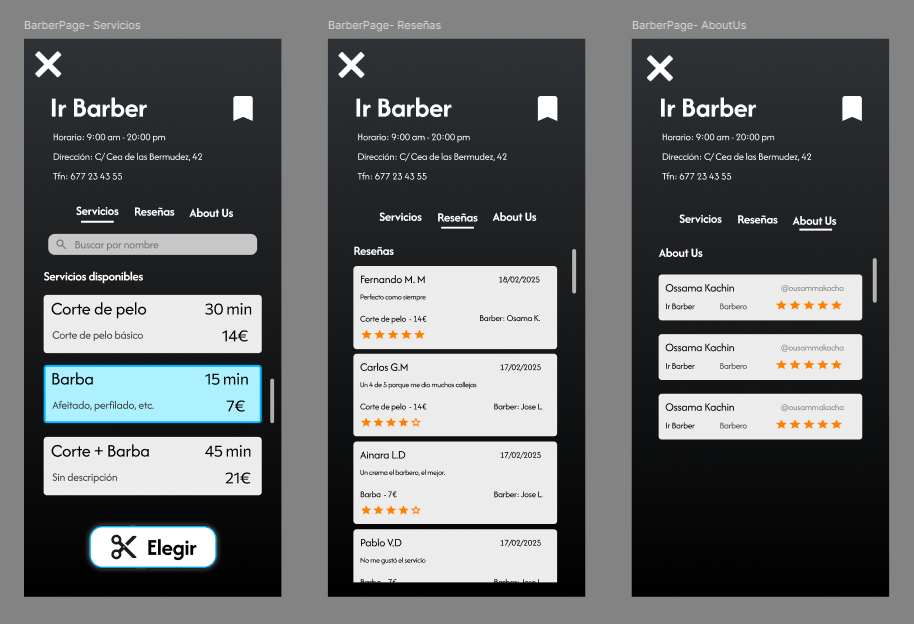 BarberPage- Servicios
Ir Barber
Horario: 9:00 am - 20:00 pm
Dirección: C/ Cea de las Bermudez, 42
Tfn: 677 23 43 55
Servicios Reseñas About Us
Buscar por nombre
Servicios disponibles
Corte de pelo 30 min
Corte de pelo básico 14€
Barba 15 min
Afeitado, perfilado, etc. 7€
Corte + Barba 45 min
Sin descripción 21€
Elegir
BarberPage- Reseñas
Ir Barber
Horario: 9:00 am - 20:00 pm
Dirección: C/ Cea de las Bermudez, 42
Tfn: 677 23 43 55
Servicios Reseñas About Us
Reseñas
Fernando M. M 18/02/2025
Perfecto como siempre
Corte de pelo - 14€ Barber: Osama K.
Carlos G.M 17/02/2025
Un 4 de 5 porque me dio muchas collejas
Corte de pelo - 14€ Barber: Jose L.
Ainara L.D 17/02/2025
Un crema el barbero, el mejor.
Barba - 7€ Barber: Jose L.
Pablo V.D 17/02/2025
No me gustó el servicio
Barba - 7€ Barber: Jose L.
BarberPage- AboutUs
Ir Barber
Horario: 9:00 am - 20:00 pm
Dirección: C/ Cea de las Bermudez, 42
Tfn: 677 23 43 55
Servicios Reseñas About Us
About Us
Ossama Kachin @ousammakacha
Ir Barber Barbero
Ossama Kachin @ousammakacha
Ir Barber Barbero
Ossama Kachin @ousammakacha
Ir Barber Barbero